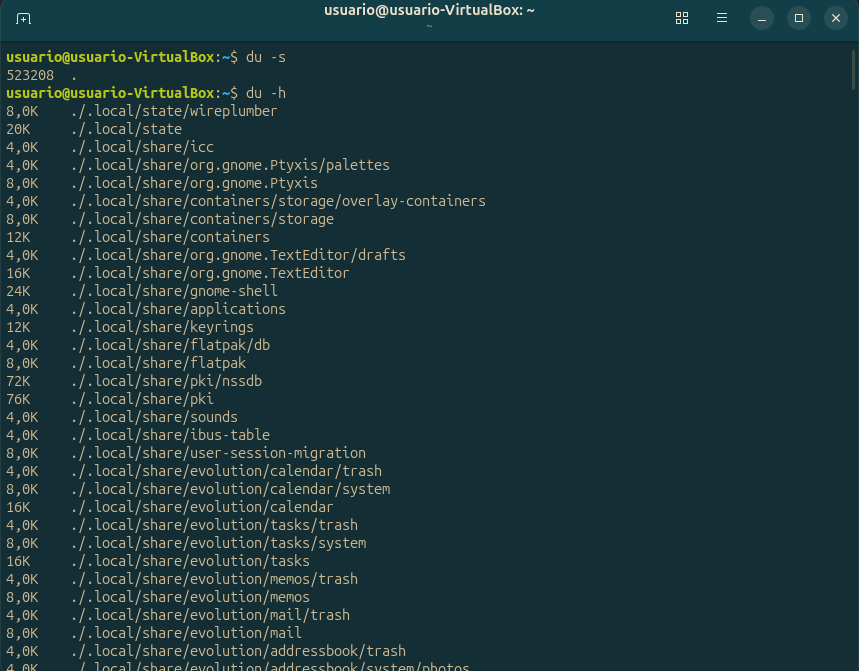 usuario@usuario-VirtualBox: ~
~
usuario@usuario-VirtualBox:~$ du -s
523208  .
usuario@usuario-VirtualBox:~$ du -h
8,0K    ./.local/state/wireplumber
20K     ./.local/state
4,0K    ./.local/share/icc
4,0K    ./.local/share/org.gnome.Ptyxis/palettes
8,0K    ./.local/share/org.gnome.Ptyxis
4,0K    ./.local/share/containers/storage/overlay-containers
8,0K    ./.local/share/containers/storage
12K     ./.local/share/containers
4,0K    ./.local/share/org.gnome.TextEditor/drafts
16K     ./.local/share/org.gnome.TextEditor
24K     ./.local/share/gnome-shell
4,0K    ./.local/share/applications
12K     ./.local/share/keyrings
4,0K    ./.local/share/flatpak/db
8,0K    ./.local/share/flatpak
72K     ./.local/share/pki/nssdb
76K     ./.local/share/pki
4,0K    ./.local/share/sounds
4,0K    ./.local/share/ibus-table
8,0K    ./.local/share/user-session-migration
4,0K    ./.local/share/evolution/calendar/trash
8,0K    ./.local/share/evolution/calendar/system
16K     ./.local/share/evolution/calendar
4,0K    ./.local/share/evolution/tasks/trash
8,0K    ./.local/share/evolution/tasks/system
16K     ./.local/share/evolution/tasks
4,0K    ./.local/share/evolution/memos/trash
8,0K    ./.local/share/evolution/memos
4,0K    ./.local/share/evolution/mail/trash
8,0K    ./.local/share/evolution/mail
4,0K    ./.local/share/evolution/addressbook/trash
4,0K    ./.local/share/evolution/addressbook/system/photos